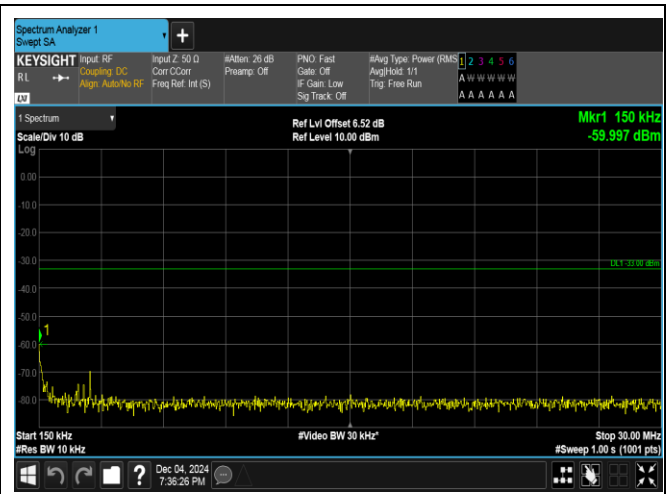 Spectrum Analyzer 1
Swept SA
KEYSIGHT Input: RF Input Z: 50 Ω #Atten: 26 dB PNO: Fast #Avg Type: Power (RMS 1 2 3 4 5 6
RL Coupling: DC Corr CCorr Preamp: Off Gate: Off Avg|Hold: 1/1 A W W W W W
Align: Auto/No RF Freq Ref: Int (S) IF Gain: Low Trig: Free Run
Sig Track: Off A A A A A A
LXI
1 Spectrum Ref Lvl Offset 6.52 dB Mkr1 150 kHz
Scale/Div 10 dB Ref Level 10.00 dBm -59.997 dBm
Log
0.00
-10.0
-20.0
-30.0
DL1 -33.00 dBm
-40.0
-50.0
1
-60.0
-70.0
-80.0
Start 150 kHz #Video BW 30 kHz* Stop 30.00 MHz
#Res BW 10 kHz #Sweep 1.00 s (1001 pts)
? Dec 04, 2024
7:36:26 PM